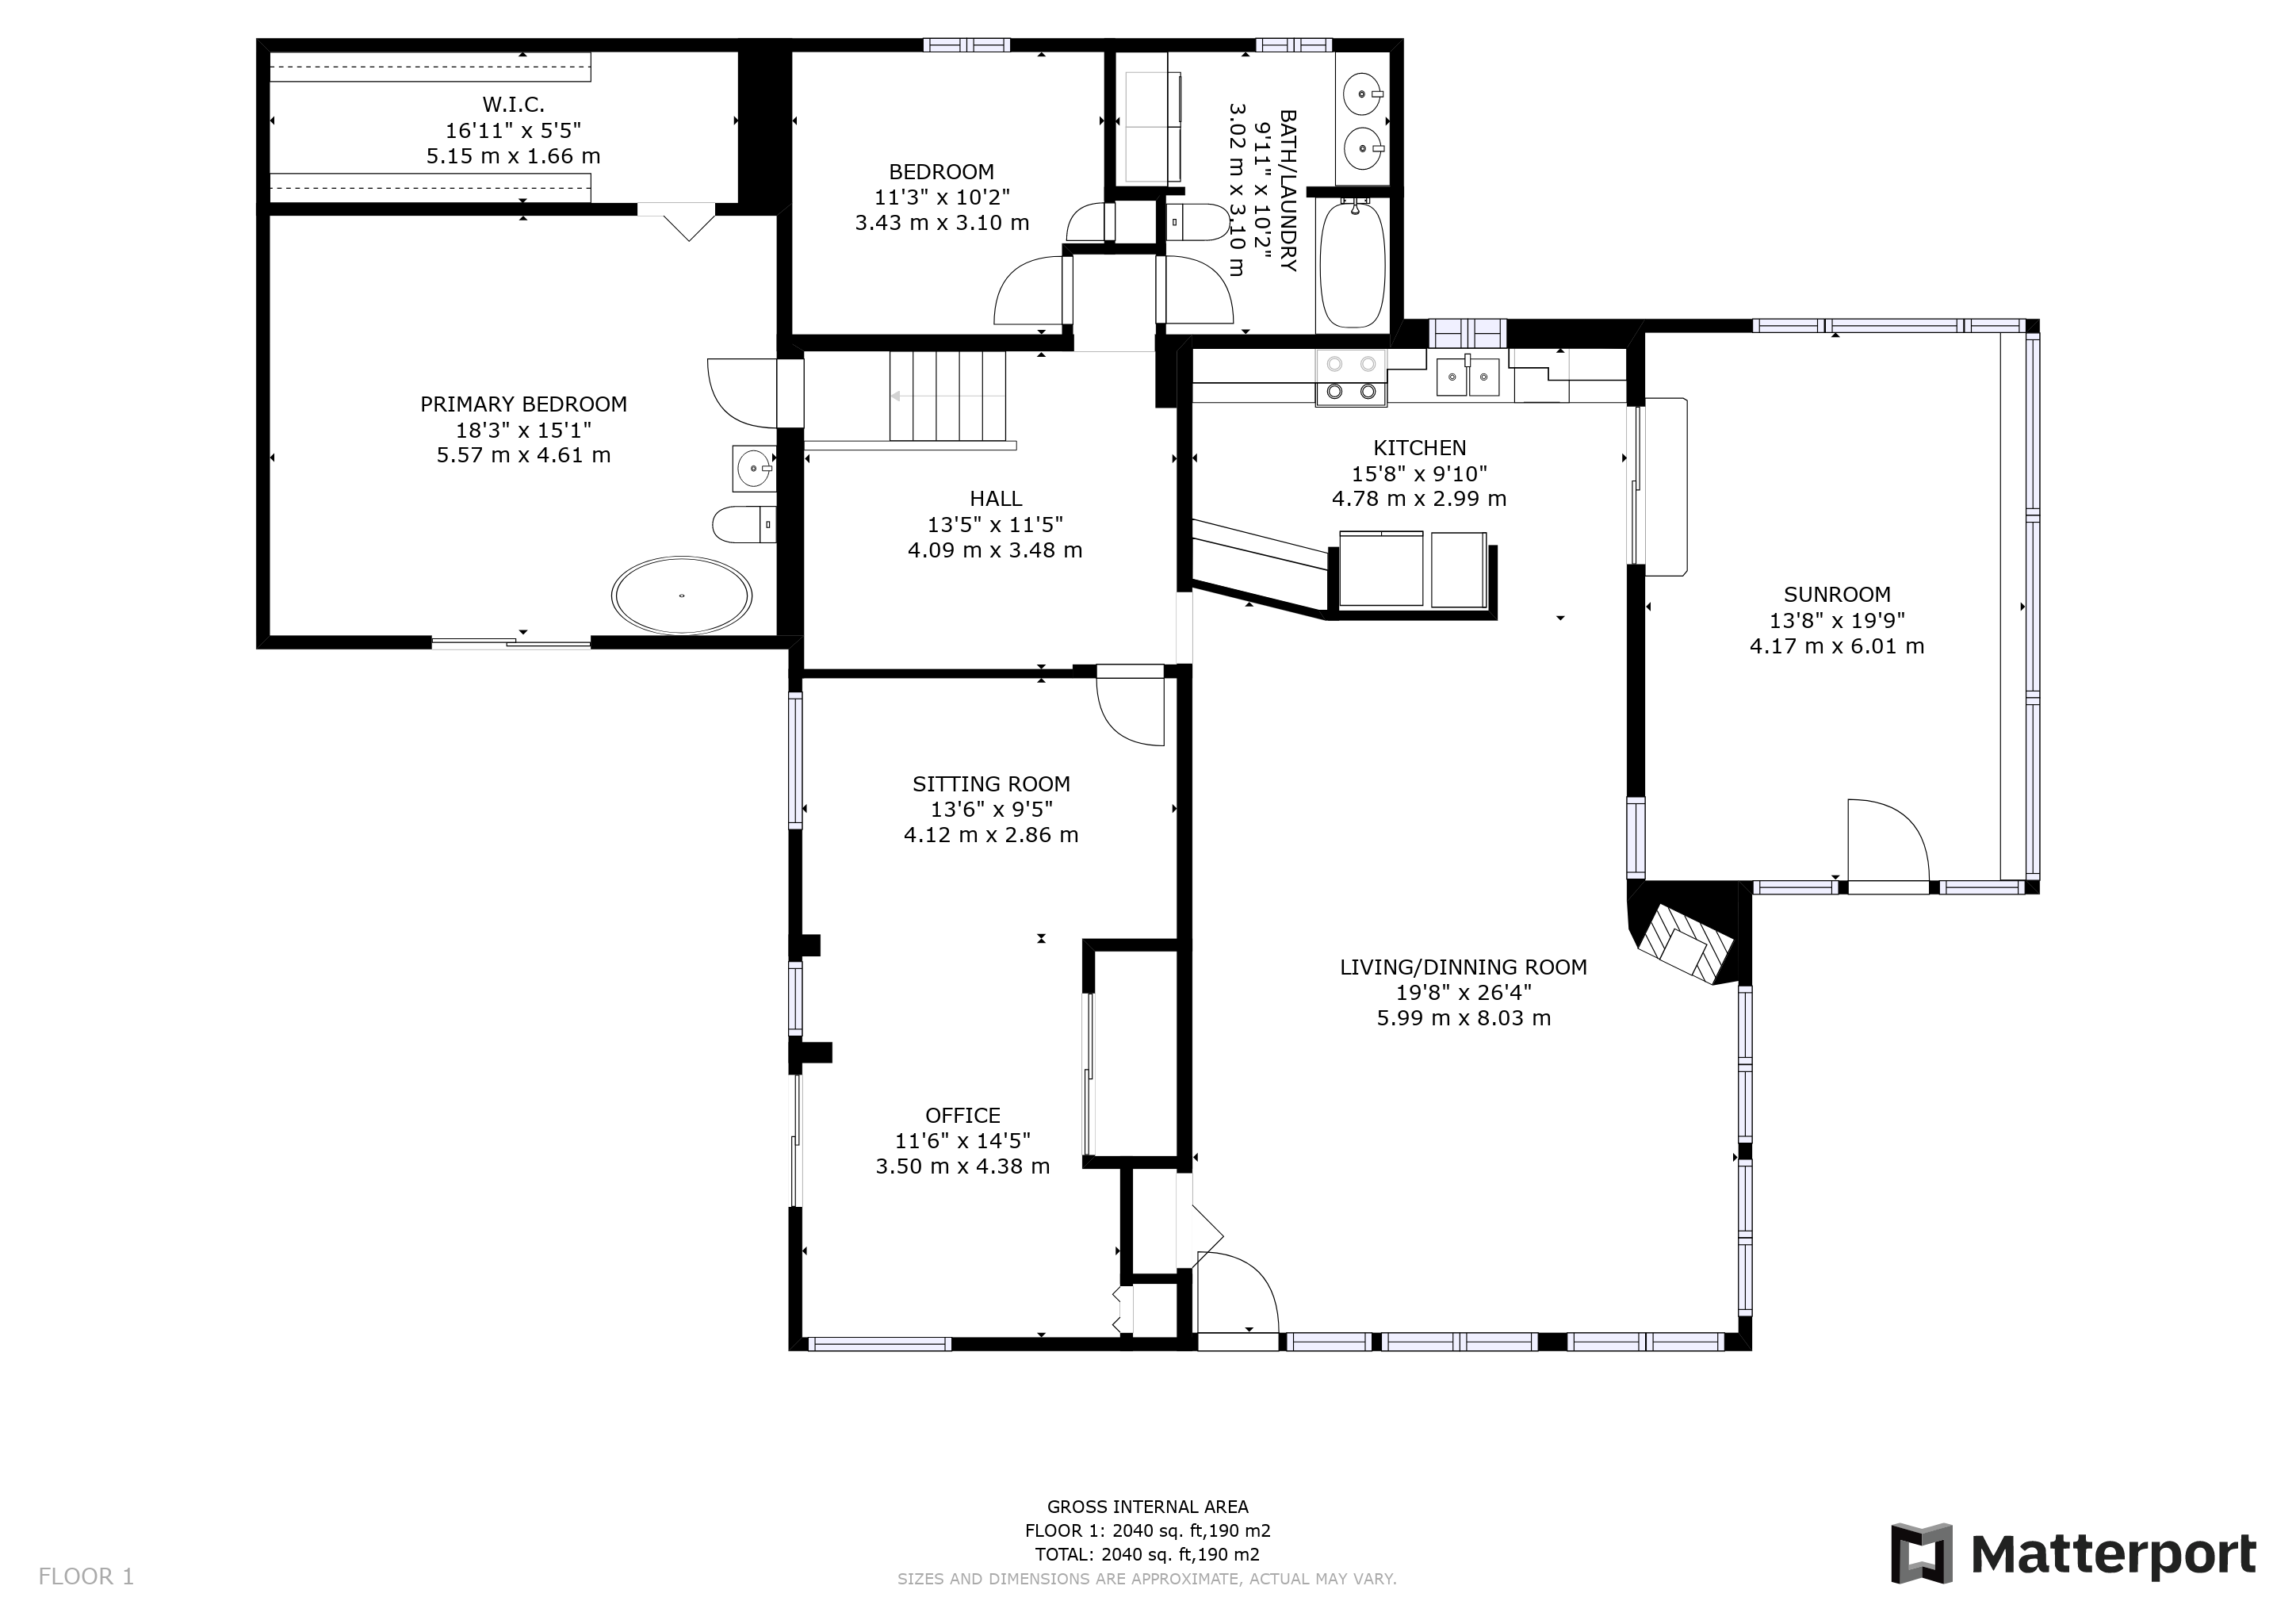 W.I.C.
16'11" x 5'5"
5.15 m x 1.66 m
BEDROOM
11'3" x 10'2"
3.43 m x 3.10 m
BATH/LAUNDRY
9'11" x 10'2"
3.02 m x 3.10 m
PRIMARY BEDROOM
18'3" x 15'1"
5.57 m x 4.61 m
HALL
13'5" x 11'5"
4.09 m x 3.48 m
KITCHEN
15'8" x 9'10"
4.78 m x 2.99 m
SUNROOM
13'8" x 19'9"
4.17 m x 6.01 m
SITTING ROOM
13'6" x 9'5"
4.12 m x 2.86 m
LIVING/DINNING ROOM
19'8" x 26'4"
5.99 m x 8.03 m
OFFICE
11'6" x 14'5"
3.50 m x 4.38 m
GROSS INTERNAL AREA
FLOOR 1: 2040 sq. ft,190 m2
TOTAL: 2040 sq. ft,190 m2
SIZES AND DIMENSIONS ARE APPROXIMATE, ACTUAL MAY VARY.
FLOOR 1
Matterport